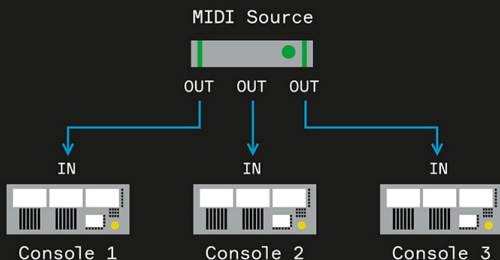 MIDI Source
OUT OUT OUT
IN IN IN
Console 1 Console 2 Console 3